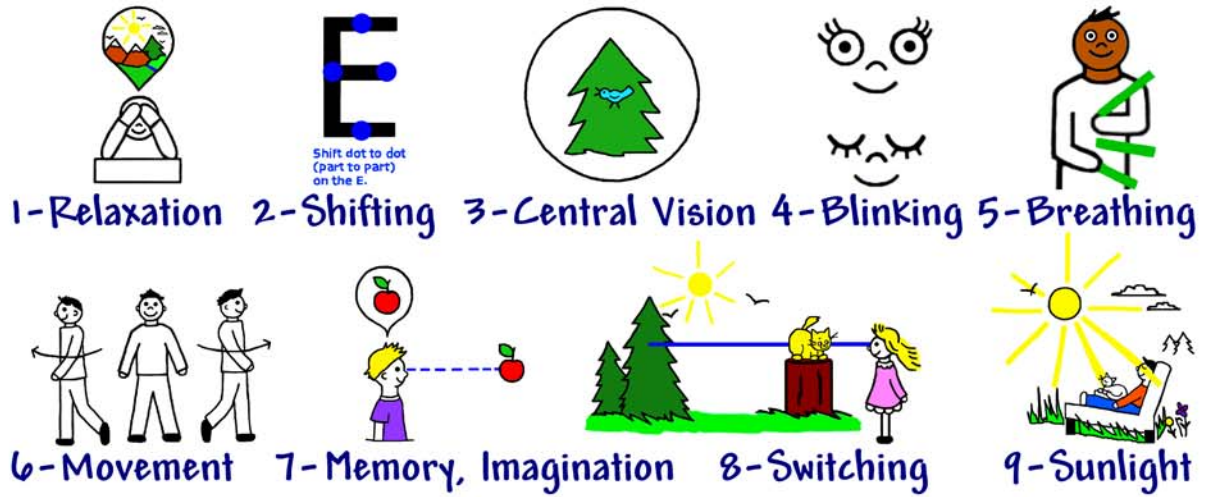 E
Shift dot to dot
(part to part)
on the E.
1-Relaxation 2-Shifting 3-Central Vision 4-Blinking 5-Breathing
6-Movement 7-Memory, Imagination 8-Switching 9-Sunlight